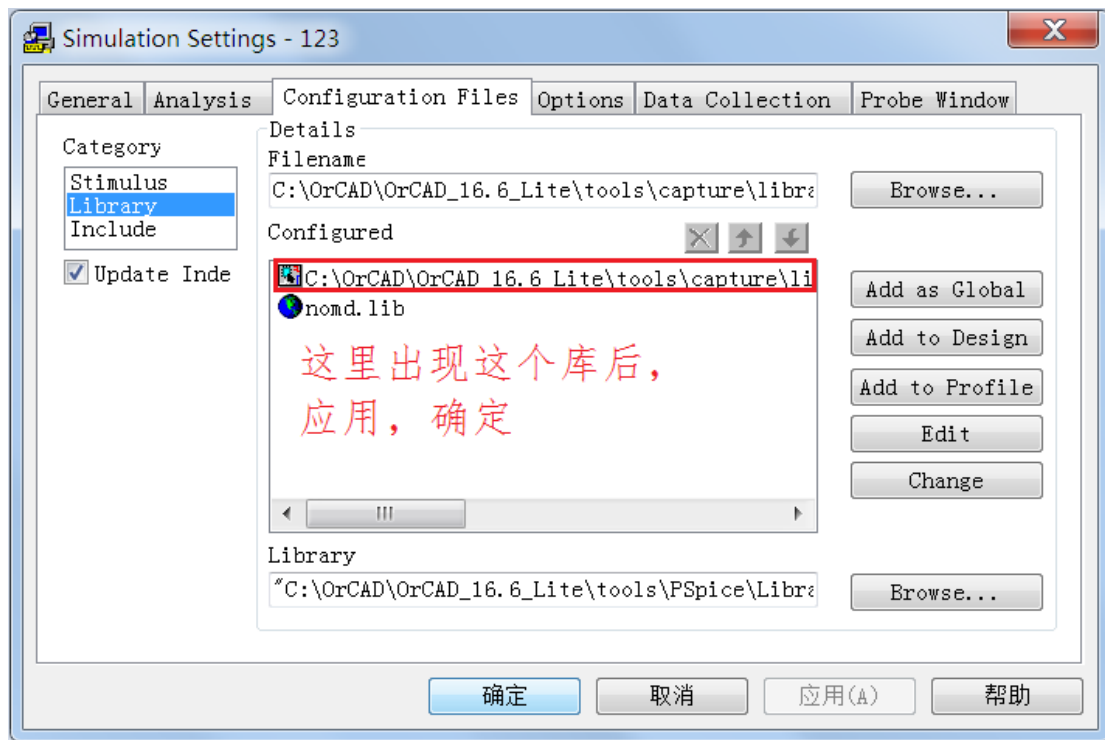 Simulation Settings - 123
General Analysis Configuration Files Options Data Collection Probe Window
Category
Stimulus
Library
Include
Update Inde
Details
Filename
C:\OrCAD\OrCAD_16.6_Lite\tools\capture\libra
Browse...
Configured
C:\OrCAD\OrCAD_16.6_Lite\tools\capture\li
nomd.lib
这里出现这个库后，
应用，确定
Add as Global
Add to Design
Add to Profile
Edit
Change
Library
"C:\OrCAD\OrCAD_16.6_Lite\tools\PSpice\Libra
Browse...
确定 取消 应用(A) 帮助